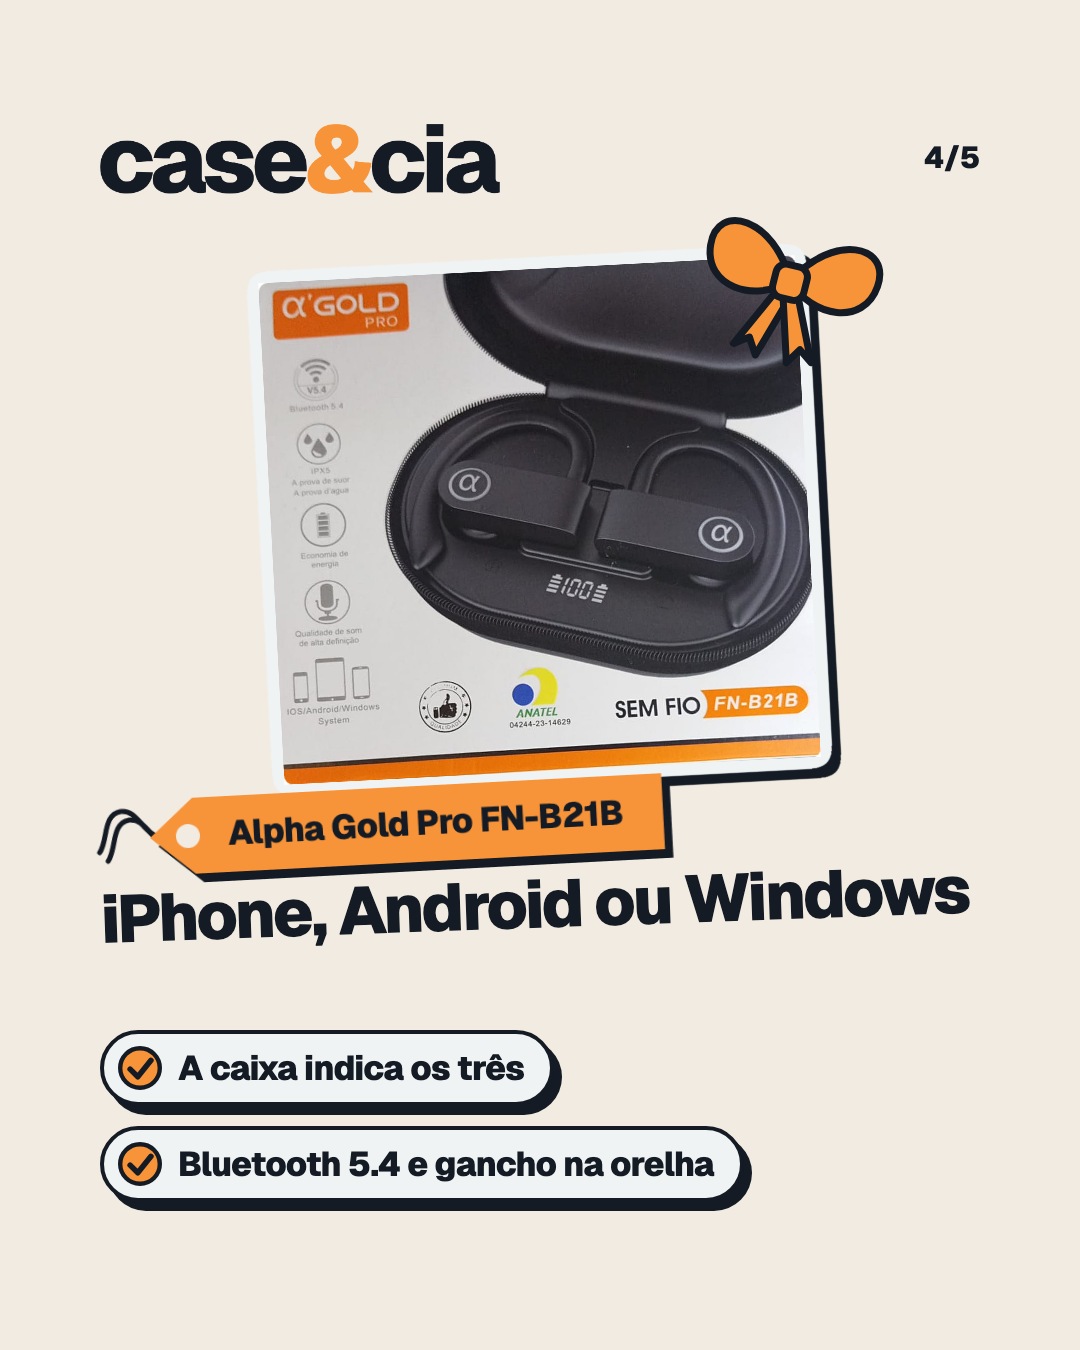 case&cia
4/5
α'GOLD
PRO
V5.4
Bluetooth 5.4
IPX5
A prova de suor
A prova d'agua
Economia de
energia
Qualidade de som
de alta definição
IOS/Android/Windows
System
α
α
100
QUALIDADE
ANATEL
04244-23-14629
SEM FIO FN-B21B
Alpha Gold Pro FN-B21B
iPhone, Android ou Windows
A caixa indica os três
Bluetooth 5.4 e gancho na orelha